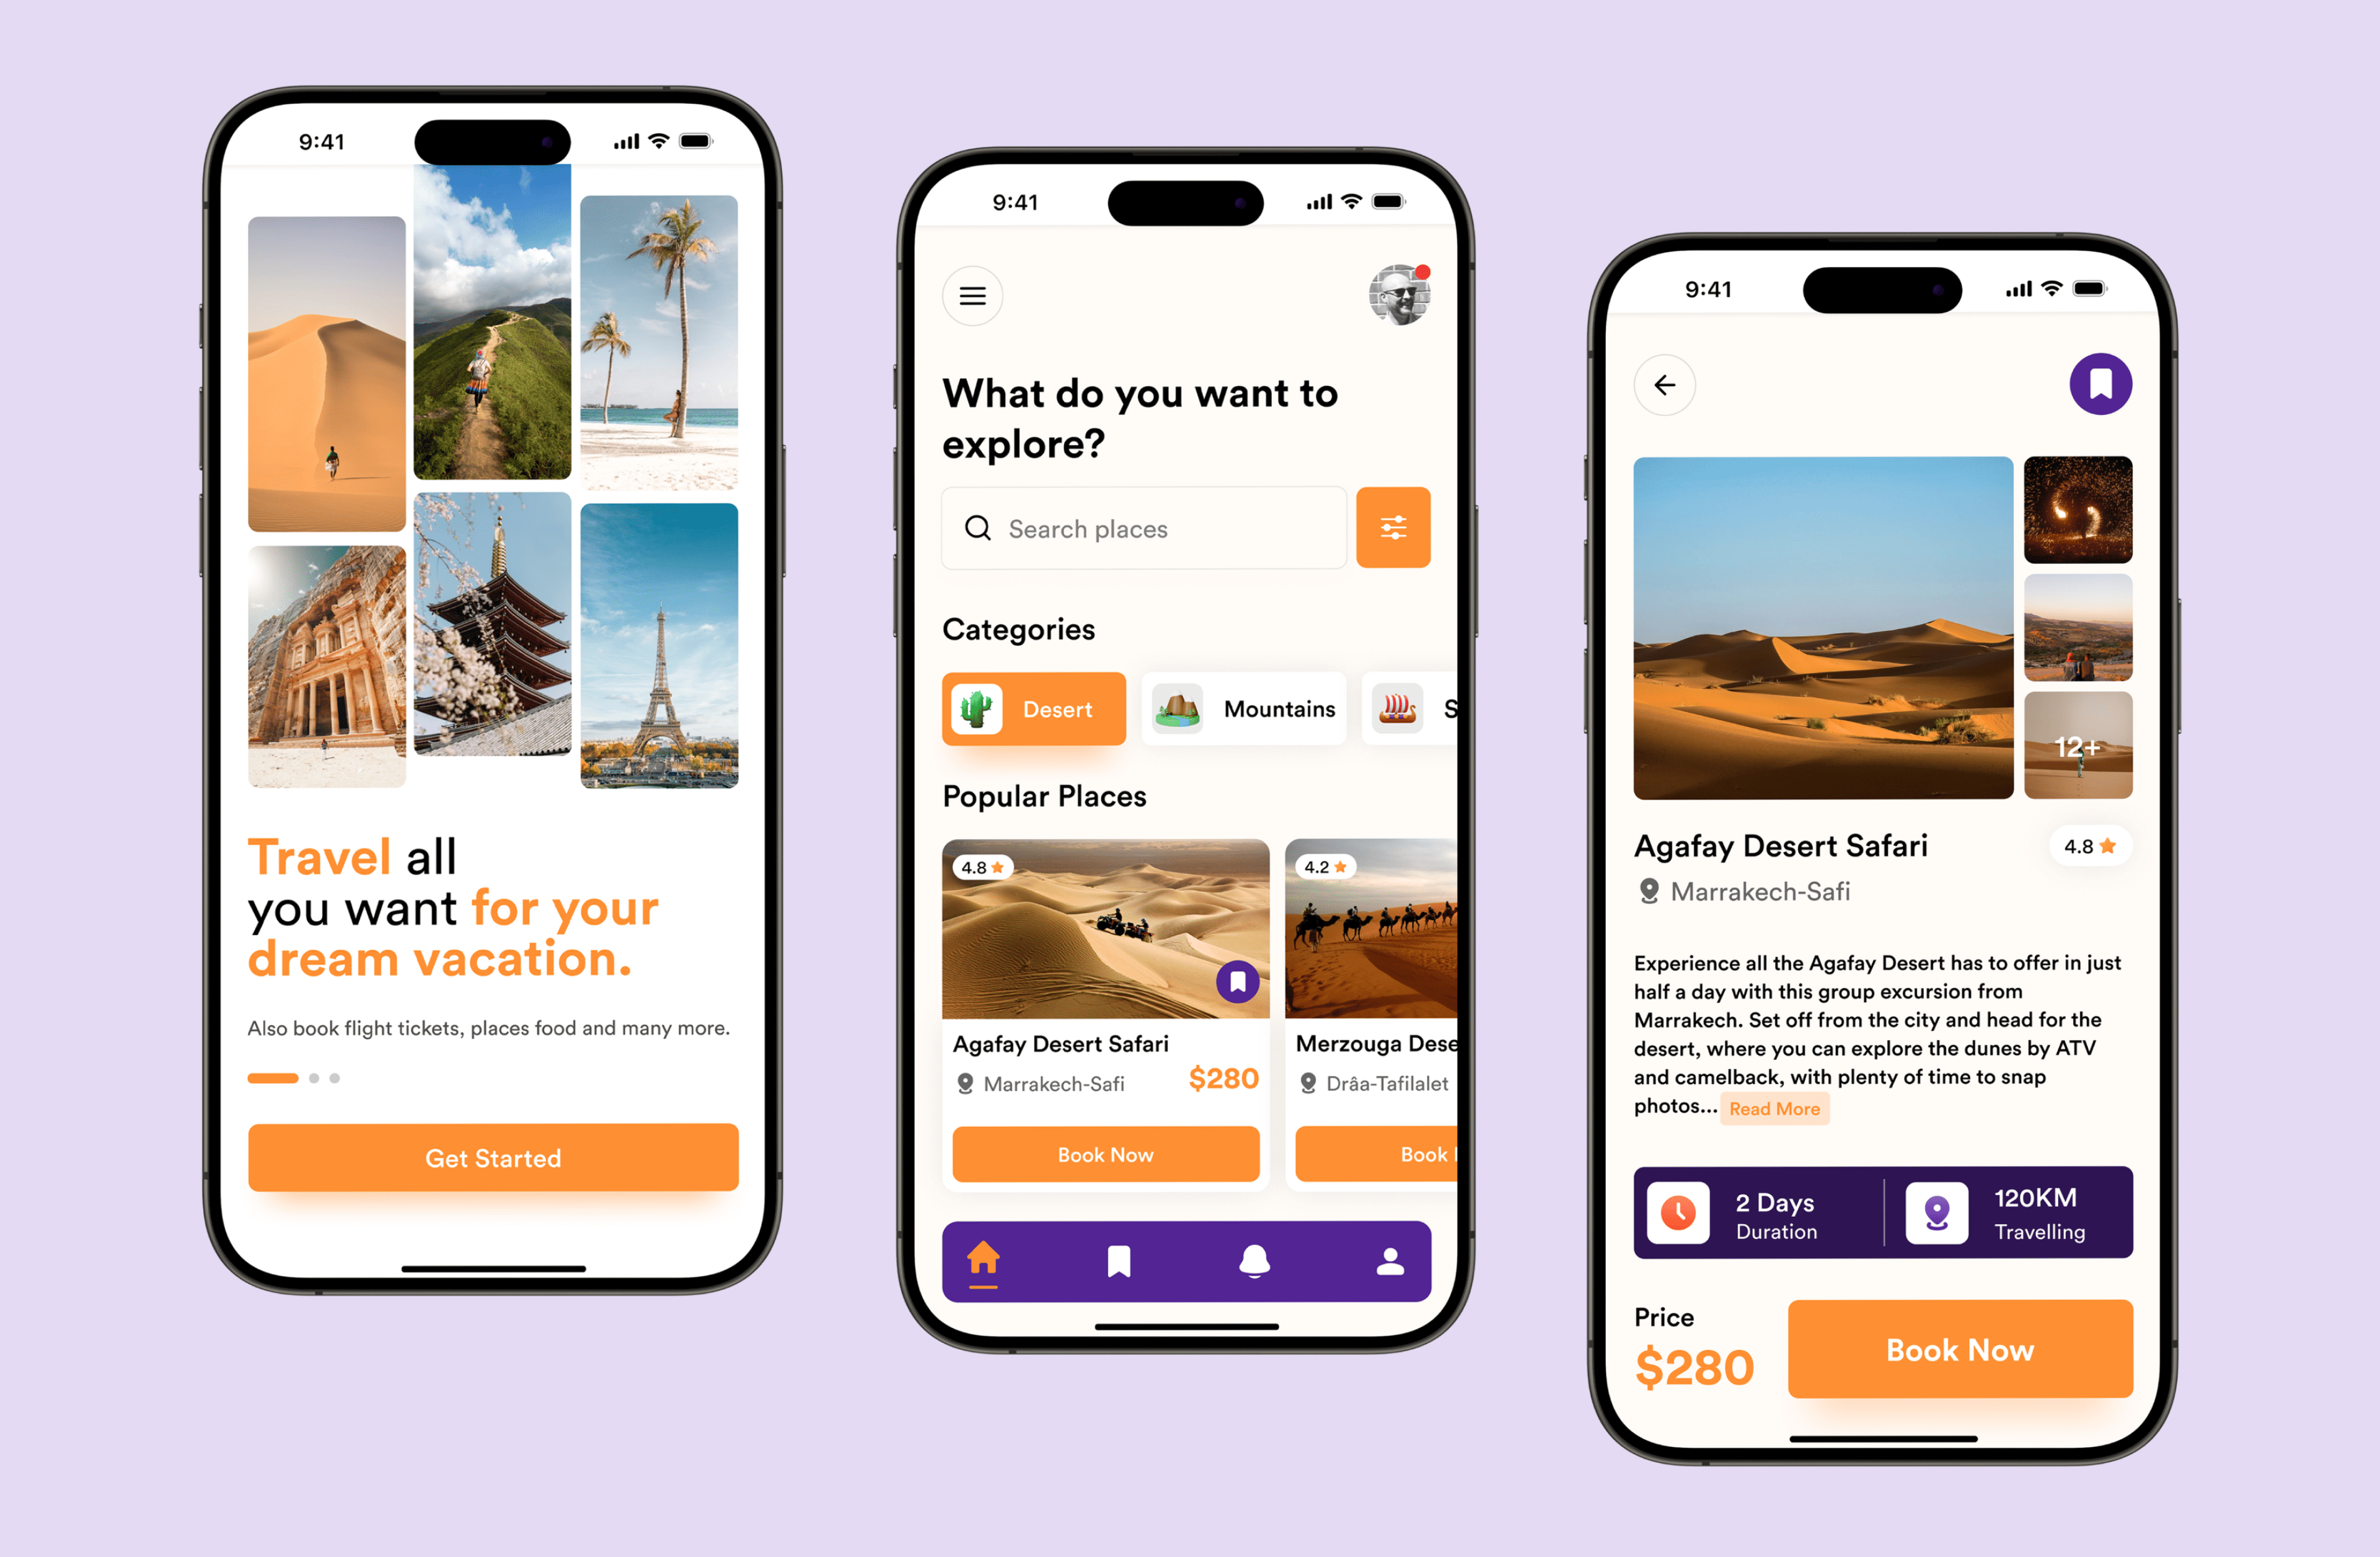 9:41
Travel all
you want for your
dream vacation.
Also book flight tickets, places food and many more.
Get Started
9:41
What do you want to
explore?
Search places
Categories
Desert
Mountains
S
Popular Places
4.8
4.2
Agafay Desert Safari
Marrakech-Safi
$280
Merzouga Dese
Drâa-Tafilalet
Book Now
Book
9:41
12+
Agafay Desert Safari
4.8
Marrakech-Safi
Experience all the Agafay Desert has to offer in just
half a day with this group excursion from
Marrakech. Set off from the city and head for the
desert, where you can explore the dunes by ATV
and camelback, with plenty of time to snap
photos... Read More
2 Days
Duration
120KM
Travelling
Price
$280
Book Now